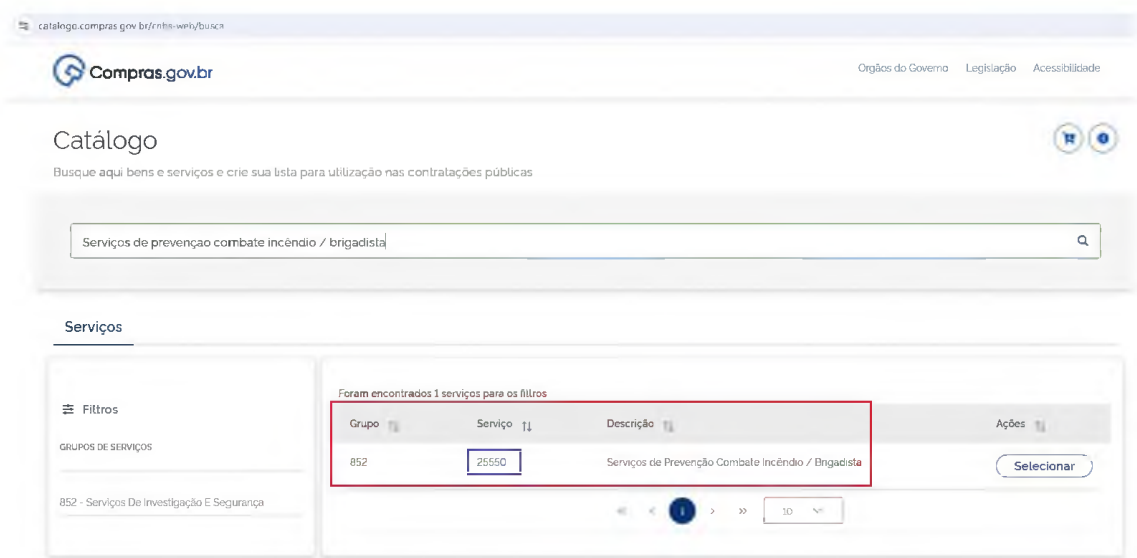 catalogo.compras.gov.br/cnbs-web/busca
Compras.gov.br
Orgãos do Governo Legislação Acessibilidade
Catálogo
Busque aqui bens e serviços e crie sua lista para utilização nas contratações públicas
Serviços de prevençao combate incêndio / brigadista
Serviços
Filtros
GRUPOS DE SERVIÇOS
852 - Serviços De Investigação E Segurança
Foram encontrados 1 serviços para os filtros
Grupo Serviço Descrição Ações
852 25550 Serviços de Prevenção Combate Incêndio / Brigadista Selecionar
« < 1 > » 10